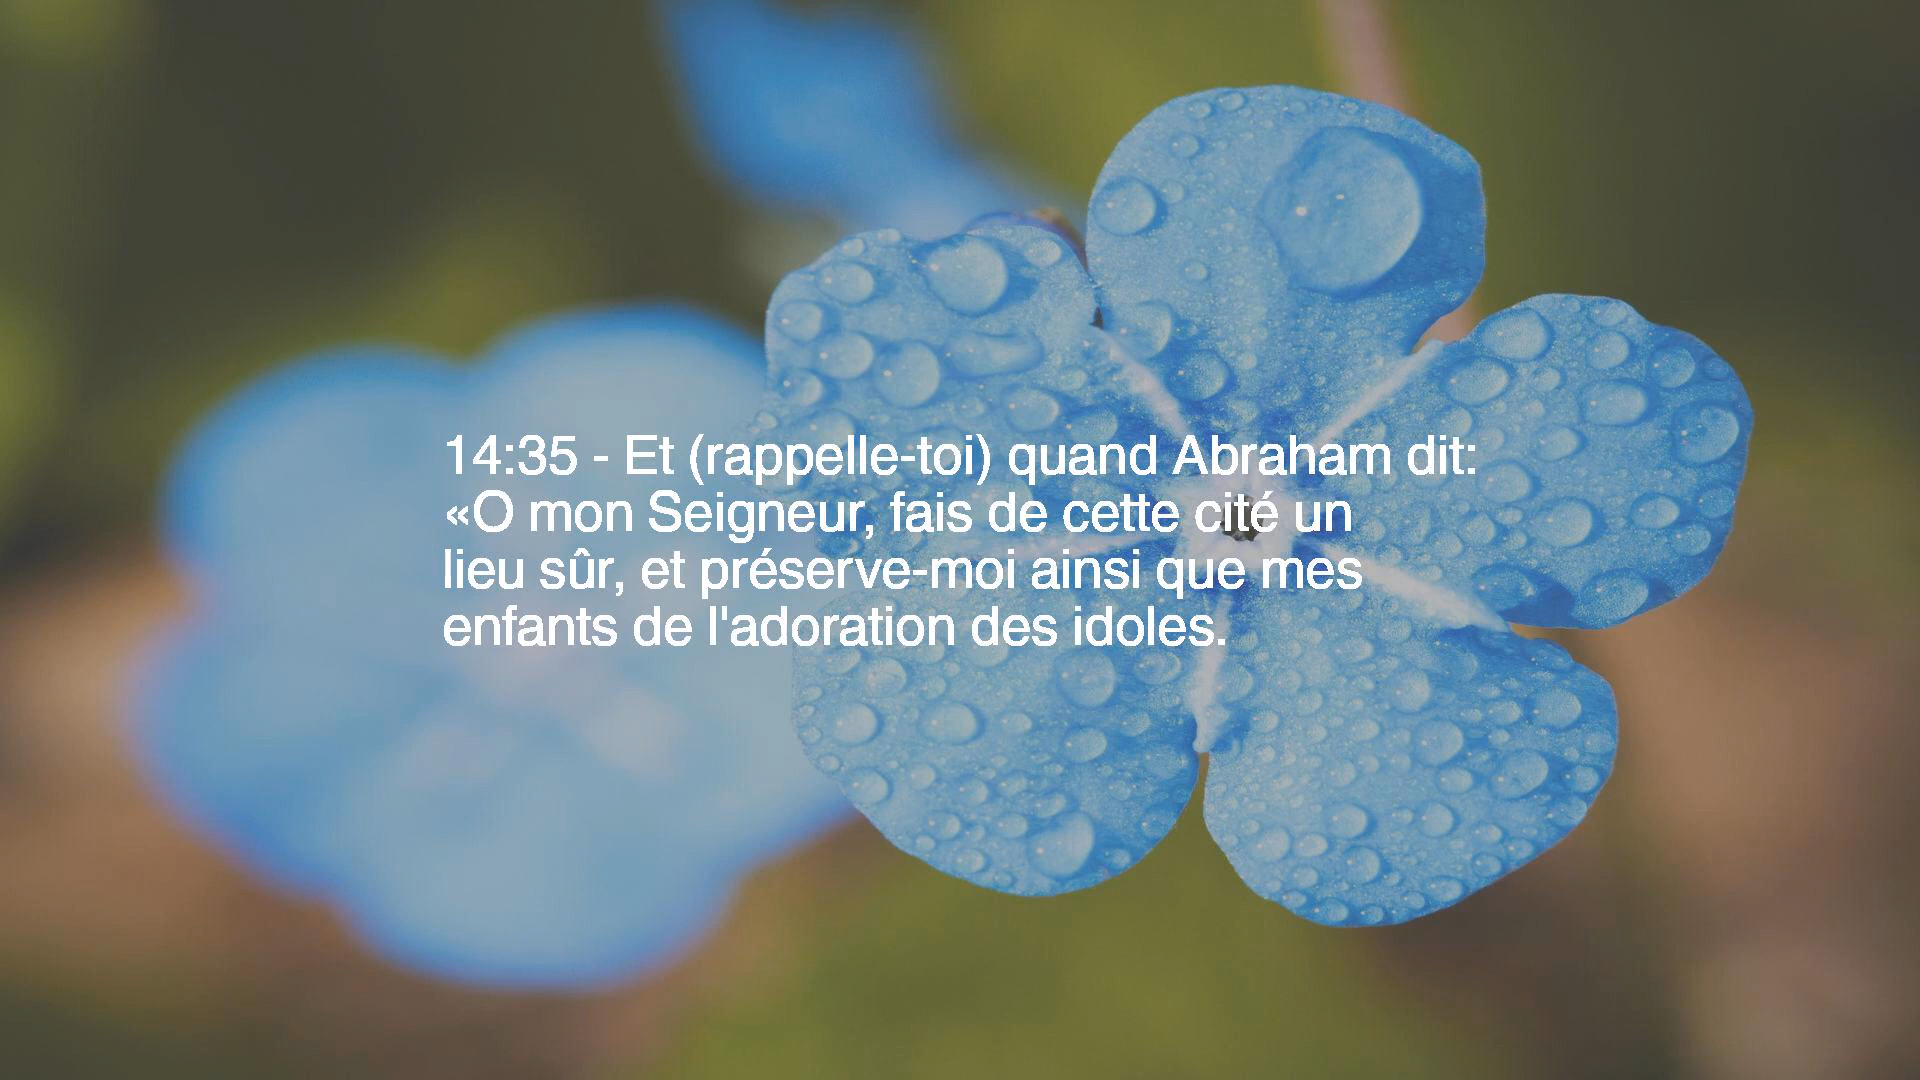 14:35 - Et (rappelle-toi) quand Abraham dit:
«O mon Seigneur, fais de cette cité un
lieu sûr, et préserve-moi ainsi que mes
enfants de l'adoration des idoles.